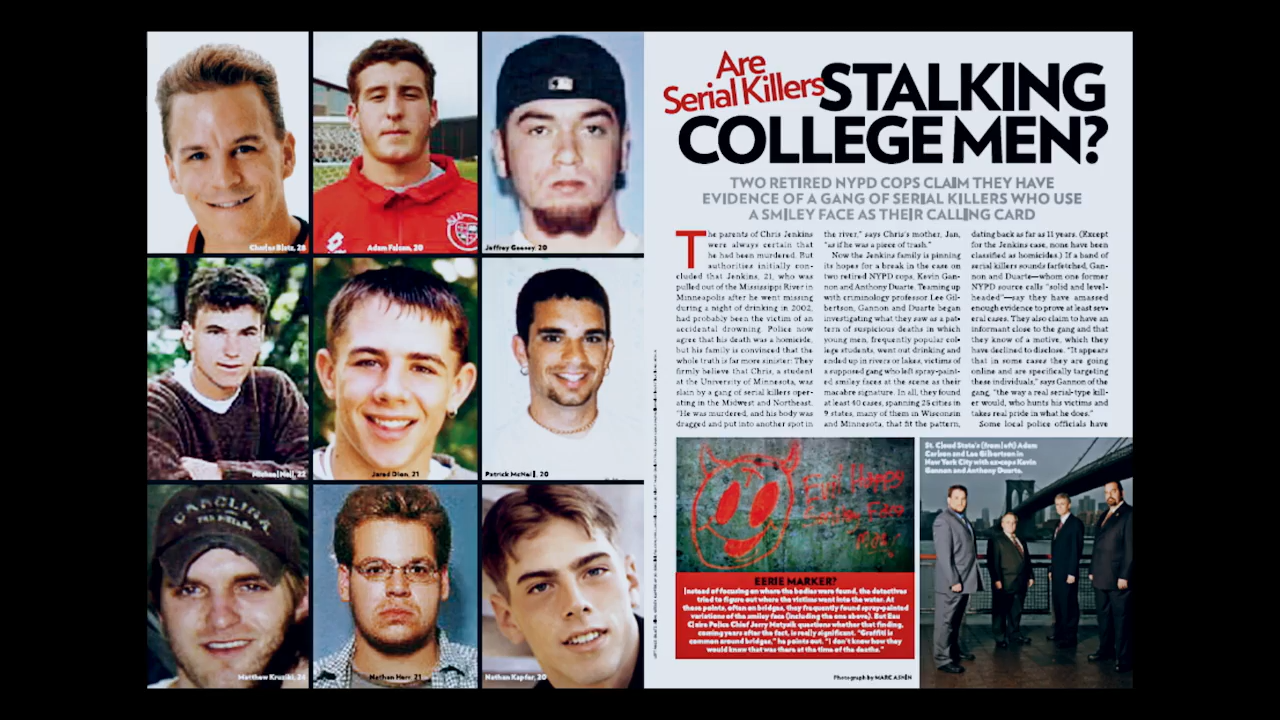 Charles Blatz, 28
Adam Falcon, 20
Jeffrey Geesey, 20
Michael Noll, 22
Jared Dion, 21
Patrick McNeill, 20
CAROLINA
Matthew Kruziki, 24
Nathan Herr, 21
Nathan Kapfer, 20
Are
Serial Killers STALKING
COLLEGE MEN?
TWO RETIRED NYPD COPS CLAIM THEY HAVE
EVIDENCE OF A GANG OF SERIAL KILLERS WHO USE
A SMILEY FACE AS THEIR CALLING CARD
The parents of Chris Jenkins
were always certain that
he had been murdered. But
authorities initially con-
cluded that Jenkins, 21, who was
pulled out of the Mississippi River in
Minneapolis after he went missing
during a night of drinking in 2002,
had probably been the victim of an
accidental drowning. Police now
agree that his death was a homicide,
but his family is convinced that the
whole truth is far more sinister: They
firmly believe that Chris, a student
at the University of Minnesota, was
slain by a gang of serial killers oper-
ating in the Midwest and Northeast.
"He was murdered, and his body was
dragged and put into another spot in
the river," says Chris's mother, Jan,
"as if he was a piece of trash."
Now the Jenkins family is pinning
its hopes for a break in the case on
two retired NYPD cops, Kevin Gan-
non and Anthony Duarte. Teaming up
with criminology professor Lee Gil-
bertson, Gannon and Duarte began
investigating what they saw as a pat-
tern of suspicious deaths in which
young men, frequently popular col-
lege students, went out drinking and
ended up in rivers or lakes, victims of
a supposed gang who left spray-paint-
ed smiley faces at the scene as their
macabre signature. In all, they found
at least 40 cases, spanning 25 cities in
9 states, many of them in Wisconsin
and Minnesota, that fit the pattern,
dating back as far as 11 years. (Except
for the Jenkins case, none have been
classified as homicides.) If a band of
serial killers sounds farfetched, Gan-
non and Duarte—whom one former
NYPD source calls "solid and level-
headed"—say they have amassed
enough evidence to prove at least sev-
eral cases. They also claim to have an
informant close to the gang and that
they know of a motive, which they
have declined to disclose. "It appears
that in some cases they are going
online and are specifically targeting
these individuals," says Gannon of the
gang, "the way a real serial-type kill-
er would, who hunts his victims and
takes real pride in what he does."
Some local police officials have
Evil Happy
Smiley Face
EERIE MARKER?
Instead of focusing on where the bodies were found, the detectives
tried to figure out where the victims went into the water. At
those points, often on bridges, they frequently found spray-painted
variations of the smiley face (including the one above). But Eau
Claire Police Chief Jerry Matysik questions whether that finding,
coming years after the fact, is really significant. "Graffiti is
common around bridges," he points out. "I don't know how they
would know that was there at the time of the deaths."
St. Cloud State's (from left) Adam
Carlson and Lee Gilbertson in
New York City with ex-cops Kevin
Gannon and Anthony Duarte.
Photograph by MARC ASNIN